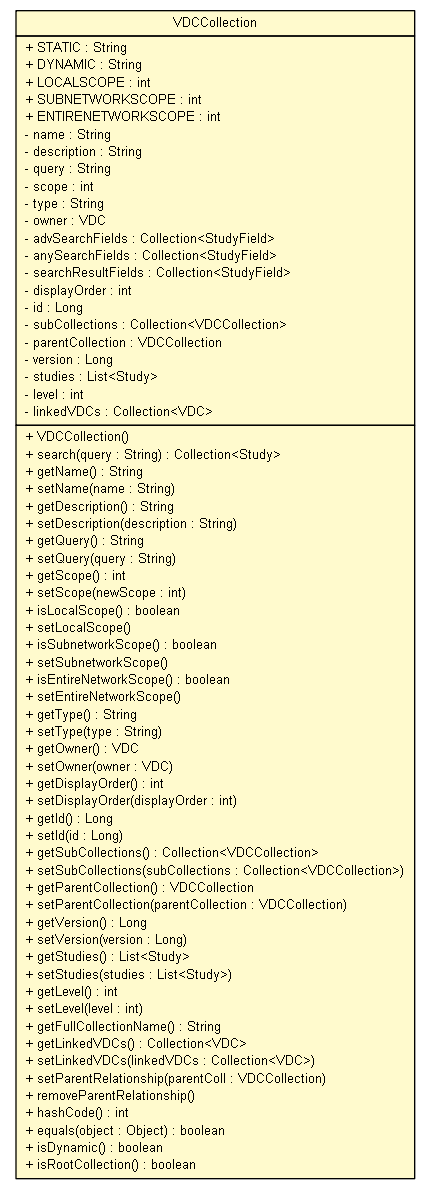 VDCCollection
+ STATIC : String
+ DYNAMIC : String
+ LOCALSCOPE : int
+ SUBNETWORKSCOPE : int
+ ENTIRENETWORKSCOPE : int
- name : String
- description : String
- query : String
- scope : int
- type : String
- owner : VDC
- advSearchFields : Collection<StudyField>
- anySearchFields : Collection<StudyField>
- searchResultFields : Collection<StudyField>
- displayOrder : int
- id : Long
- subCollections : Collection<VDCCollection>
- parentCollection : VDCCollection
- version : Long
- studies : List<Study>
- level : int
- linkedVDCs : Collection<VDC>
+ VDCCollection()
+ search(query : String) : Collection<Study>
+ getName() : String
+ setName(name : String)
+ getDescription() : String
+ setDescription(description : String)
+ getQuery() : String
+ setQuery(query : String)
+ getScope() : int
+ setScope(newScope : int)
+ isLocalScope() : boolean
+ setLocalScope()
+ isSubnetworkScope() : boolean
+ setSubnetworkScope()
+ isEntireNetworkScope() : boolean
+ setEntireNetworkScope()
+ getType() : String
+ setType(type : String)
+ getOwner() : VDC
+ setOwner(owner : VDC)
+ getDisplayOrder() : int
+ setDisplayOrder(displayOrder : int)
+ getId() : Long
+ setId(id : Long)
+ getSubCollections() : Collection<VDCCollection>
+ setSubCollections(subCollections : Collection<VDCCollection>)
+ getParentCollection() : VDCCollection
+ setParentCollection(parentCollection : VDCCollection)
+ getVersion() : Long
+ setVersion(version : Long)
+ getStudies() : List<Study>
+ setStudies(studies : List<Study>)
+ getLevel() : int
+ setLevel(level : int)
+ getFullCollectionName() : String
+ getLinkedVDCs() : Collection<VDC>
+ setLinkedVDCs(linkedVDCs : Collection<VDC>)
+ setParentRelationship(parentColl : VDCCollection)
+ removeParentRelationship()
+ hashCode() : int
+ equals(object : Object) : boolean
+ isDynamic() : boolean
+ isRootCollection() : boolean